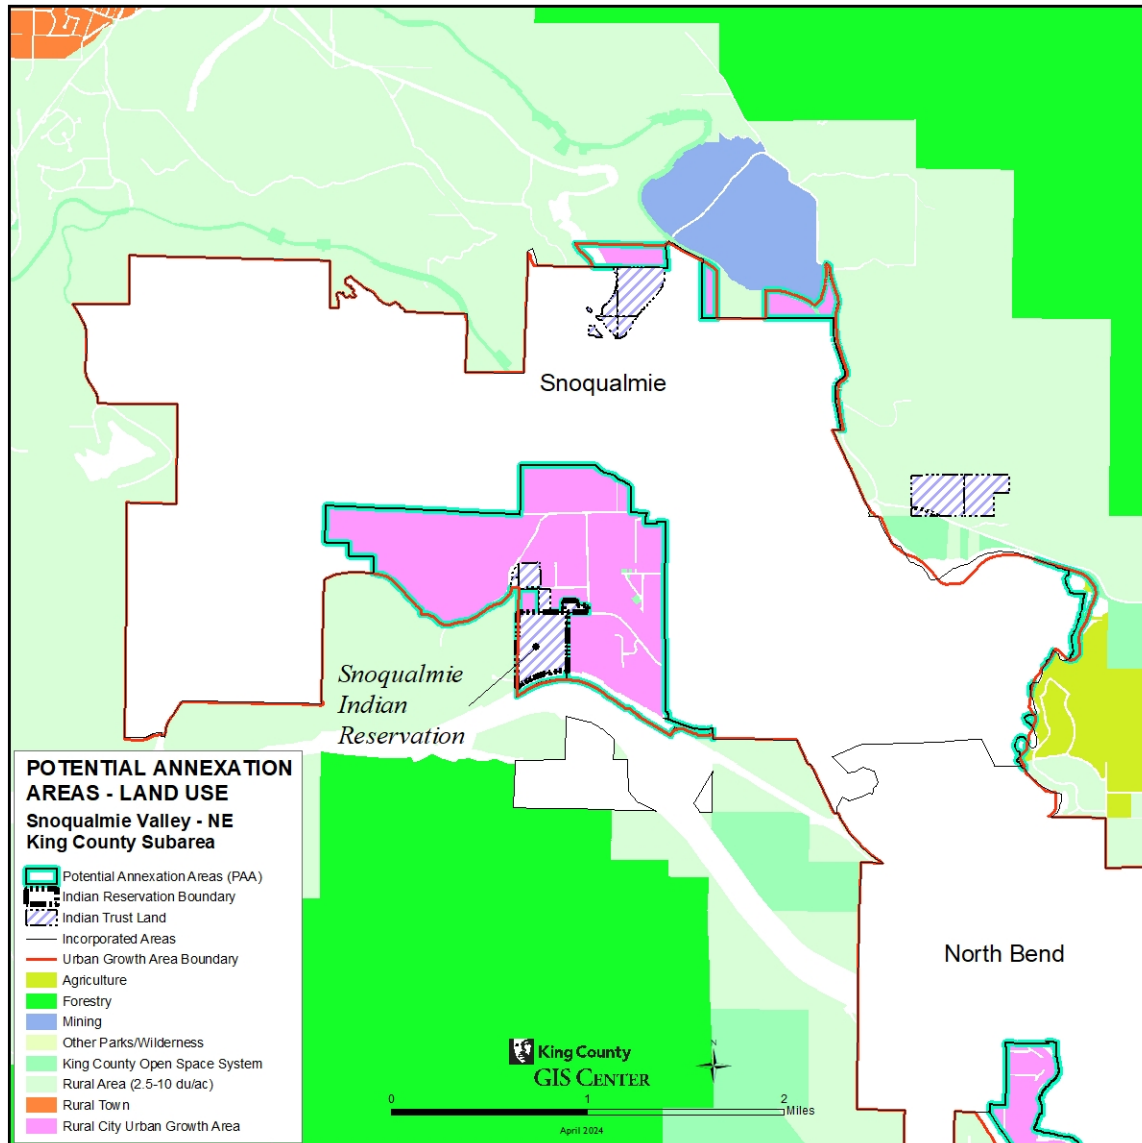 Snoqualmie
Snoqualmie
Indian
Reservation
POTENTIAL ANNEXATION
AREAS - LAND USE
Snoqualmie Valley - NE
King County Subarea
Potential Annexation Areas (PAA)
Indian Reservation Boundary
Indian Trust Land
Incorporated Areas
Urban Growth Area Boundary
Agriculture
Forestry
Mining
Other Parks/Wilderness
King County Open Space System
Rural Area (2.5-10 du/ac)
Rural Town
Rural City Urban Growth Area
North Bend
King County
GIS CENTER
N
0 1 2
Miles
April 2024